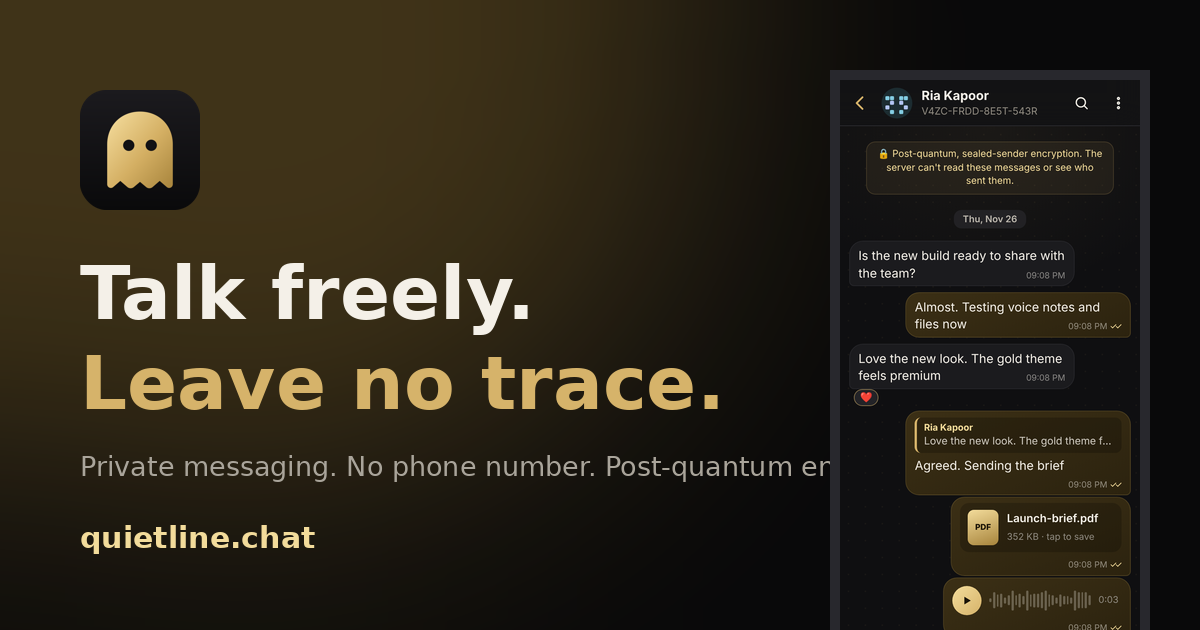 Talk freely.
Leave no trace.
Private messaging. No phone number. Post-quantum en
quietline.chat
Ria Kapoor
V4ZC-FRDD-8E5T-543R
🔒 Post-quantum, sealed-sender encryption. The
server can't read these messages or see who
sent them.
Thu, Nov 26
Is the new build ready to share with
the team?
09:08 PM
Almost. Testing voice notes and
files now
09:08 PM
Love the new look. The gold theme
feels premium
09:08 PM
❤️
Ria Kapoor
Love the new look. The gold theme f...
Agreed. Sending the brief
09:08 PM
PDF
Launch-brief.pdf
352 KB · tap to save
09:08 PM
0:03
09:08 PM